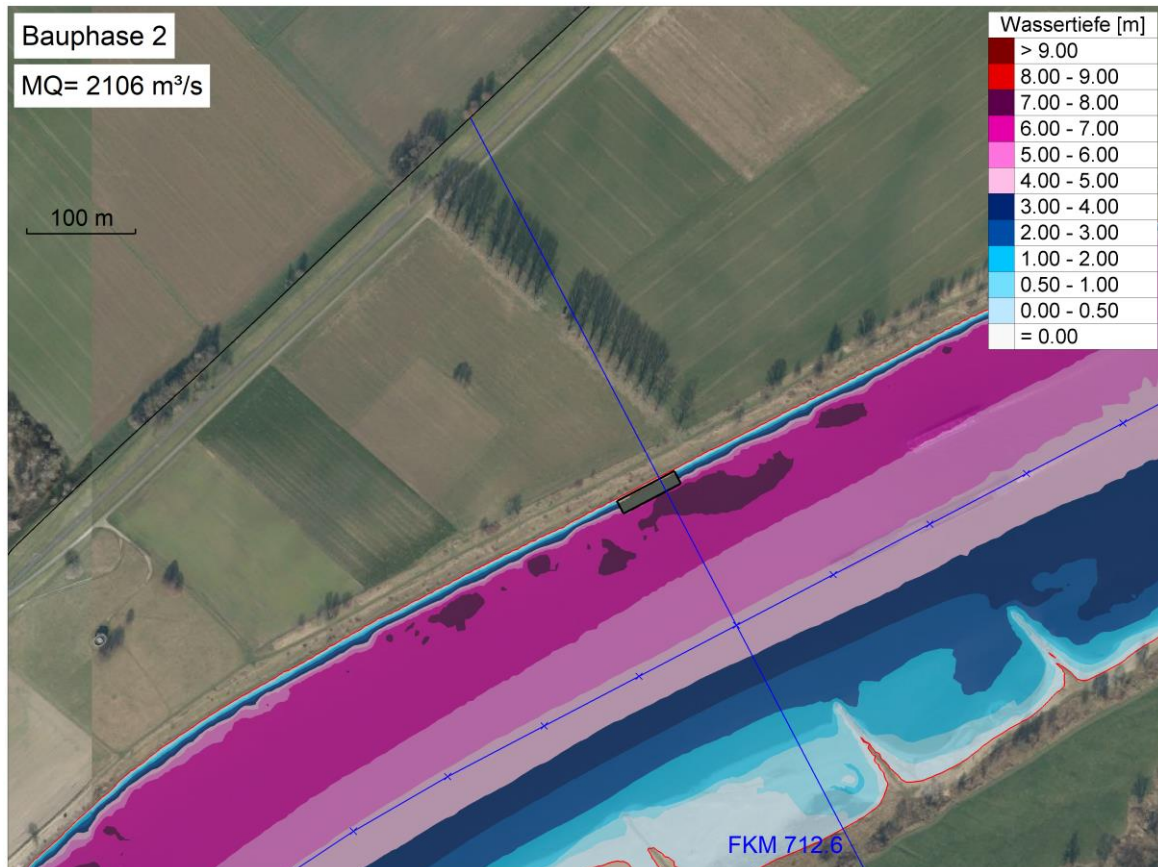 Bauphase 2
MQ= 2106 m³/s
100 m
Wassertiefe [m]
> 9.00
8.00 - 9.00
7.00 - 8.00
6.00 - 7.00
5.00 - 6.00
4.00 - 5.00
3.00 - 4.00
2.00 - 3.00
1.00 - 2.00
0.50 - 1.00
0.00 - 0.50
= 0.00
FKM 712.6